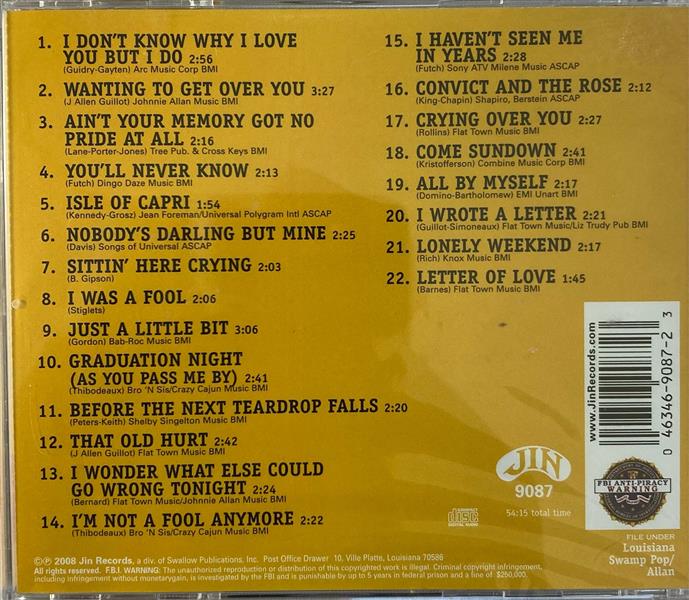 1. I DON'T KNOW WHY I LOVE
YOU BUT I DO 2:56
(Guidry-Gayten) Arc Music Corp BMI
2. WANTING TO GET OVER YOU 3:27
(J Allen Guillot) Johnnie Allan Music BMI
3. AIN'T YOUR MEMORY GOT NO
PRIDE AT ALL 2:16
(Lane-Porter-Jones) Tree Pub. & Cross Keys BMI
4. YOU'LL NEVER KNOW 2:13
(Futch) Dingo Daze Music BMI
5. ISLE OF CAPRI 1:54
(Kennedy-Grosz) Jean Foreman/Universal Polygram Intl ASCAP
6. NOBODY'S DARLING BUT MINE 2:25
(Davis) Songs of Universal ASCAP
7. SITTIN' HERE CRYING 2:03
(B. Gipson)
8. I WAS A FOOL 2:06
(Stiglets)
9. JUST A LITTLE BIT 3:06
(Gordon) Bab-Roc Music BMI
10. GRADUATION NIGHT
(AS YOU PASS ME BY) 2:41
(Thibodeaux) Bro 'N Sis/Crazy Cajun Music BMI
11. BEFORE THE NEXT TEARDROP FALLS 2:20
(Peters-Keith) Shelby Singelton Music BMI
12. THAT OLD HURT 2:42
(J Allen Guillot) Flat Town Music BMI
13. I WONDER WHAT ELSE COULD
GO WRONG TONIGHT 2:24
(Bernard) Flat Town Music/Johnnie Allan Music BMI
14. I'M NOT A FOOL ANYMORE 2:22
(Thibodeaux) Bro 'N Sis/Crazy Cajun Music BMI
15. I HAVEN'T SEEN ME
IN YEARS 2:28
(Futch) Sony ATV Milene Music ASCAP
16. CONVICT AND THE ROSE 2:12
(King-Chapin) Shapiro, Berstein ASCAP
17. CRYING OVER YOU 2:27
(Rollins) Flat Town Music BMI
18. COME SUNDOWN 2:41
(Kristofferson) Combine Music Corp BMI
19. ALL BY MYSELF 2:17
(Domino-Bartholomew) EMI Unart BMI
20. I WROTE A LETTER 2:21
(Guillot-Simoneaux) Flat Town Music/Liz Trudy Pub BMI
21. LONELY WEEKEND 2:17
(Rich) Knox Music BMI
22. LETTER OF LOVE 1:45
(Barnes) Flat Town Music BMI
www.JinRecords.com
0 46346-9087-2 3
JIN
9087
54:15 total time
COMPACT
disc
DIGITAL AUDIO
FBI ANTI-PIRACY
WARNING
FILE UNDER
Louisiana
Swamp Pop/
Allan
©℗ 2008 Jin Records, a div. of Swallow Publications, Inc. Post Office Drawer 10. Ville Platte, Louisiana 70586
All rights reserved. F.B.I. WARNING: The unauthorized reproduction or distribution of this copyrighted work is illegal. Criminal copyright infringement,
including infringement without monetarygain, is investigated by the FBI and is punishable by up to 5 years in federal prison and a fine of $250,000.